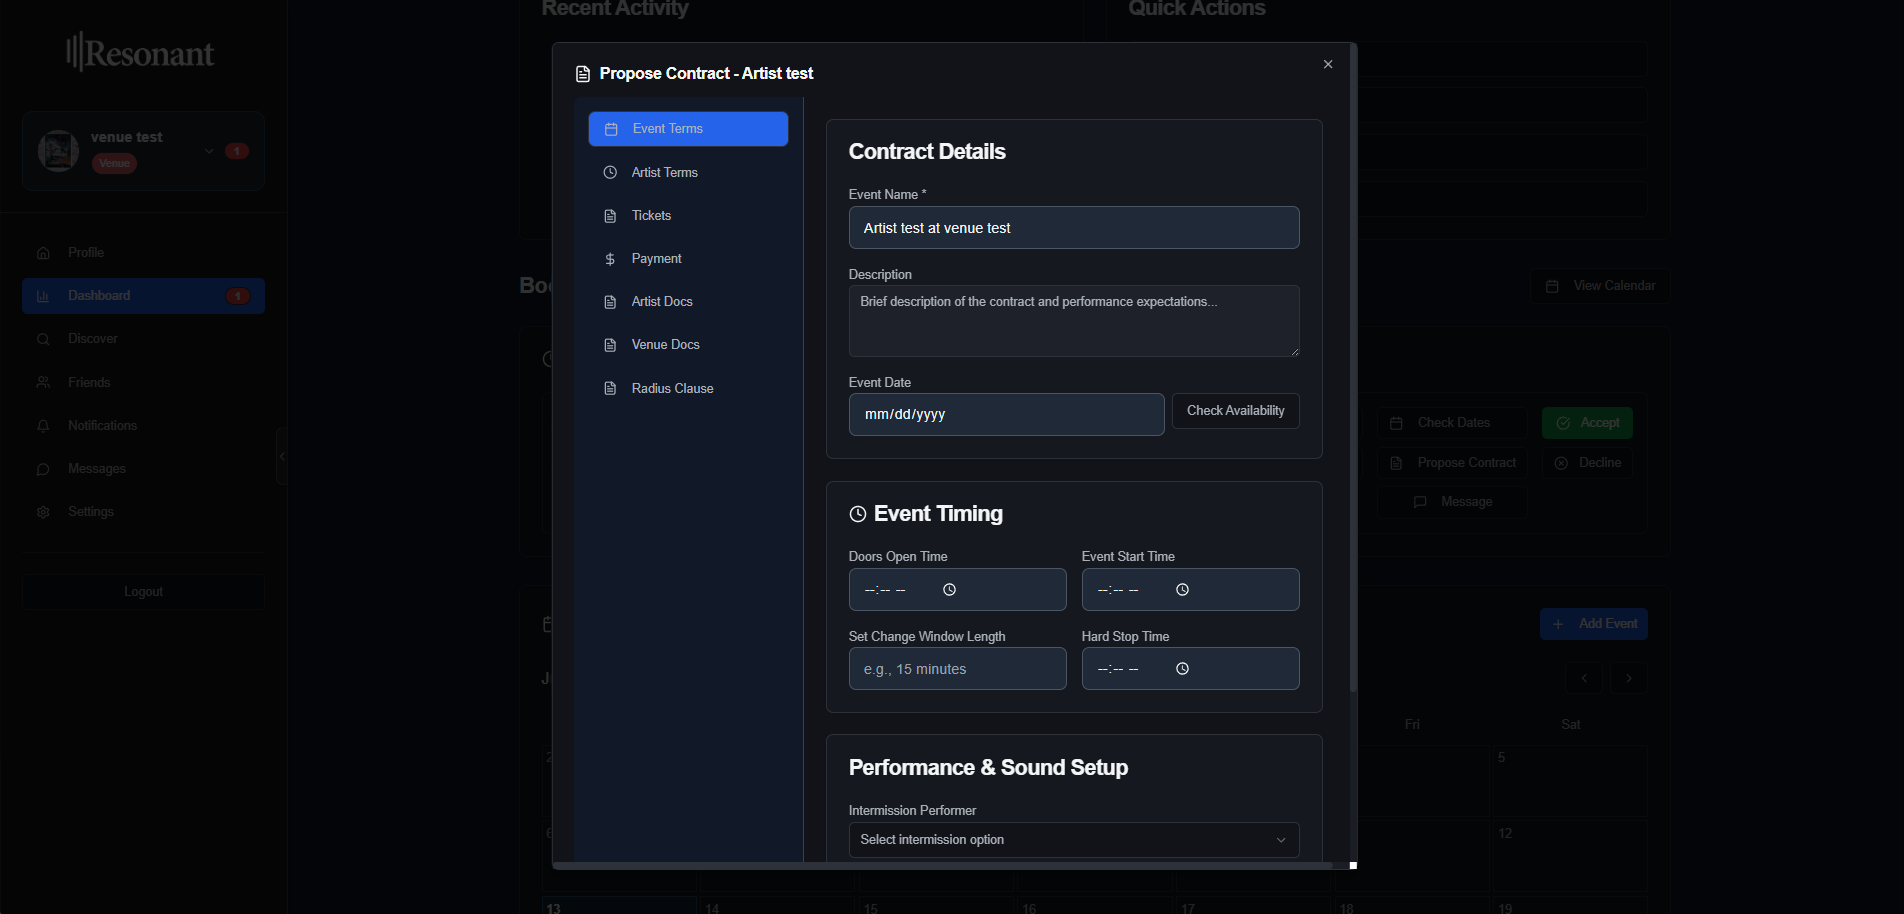 Resonant
venue test
Venue
1
Profile
Dashboard
1
Discover
Friends
Notifications
Messages
Settings
Logout
Recent Activity
Quick Actions
Propose Contract - Artist test
Event Terms
Artist Terms
Tickets
Payment
Artist Docs
Venue Docs
Radius Clause
Contract Details
Event Name *
Artist test at venue test
Description
Brief description of the contract and performance expectations...
Event Date
mm/dd/yyyy
Check Availability
Event Timing
Doors Open Time
Event Start Time
--:-- --
--:-- --
Set Change Window Length
Hard Stop Time
e.g., 15 minutes
--:-- --
Performance & Sound Setup
Intermission Performer
Select intermission option
View Calendar
Check Dates
Accept
Propose Contract
Decline
Message
Add Event
Fri
Sat
5
12
13
14
15
16
17
18
19